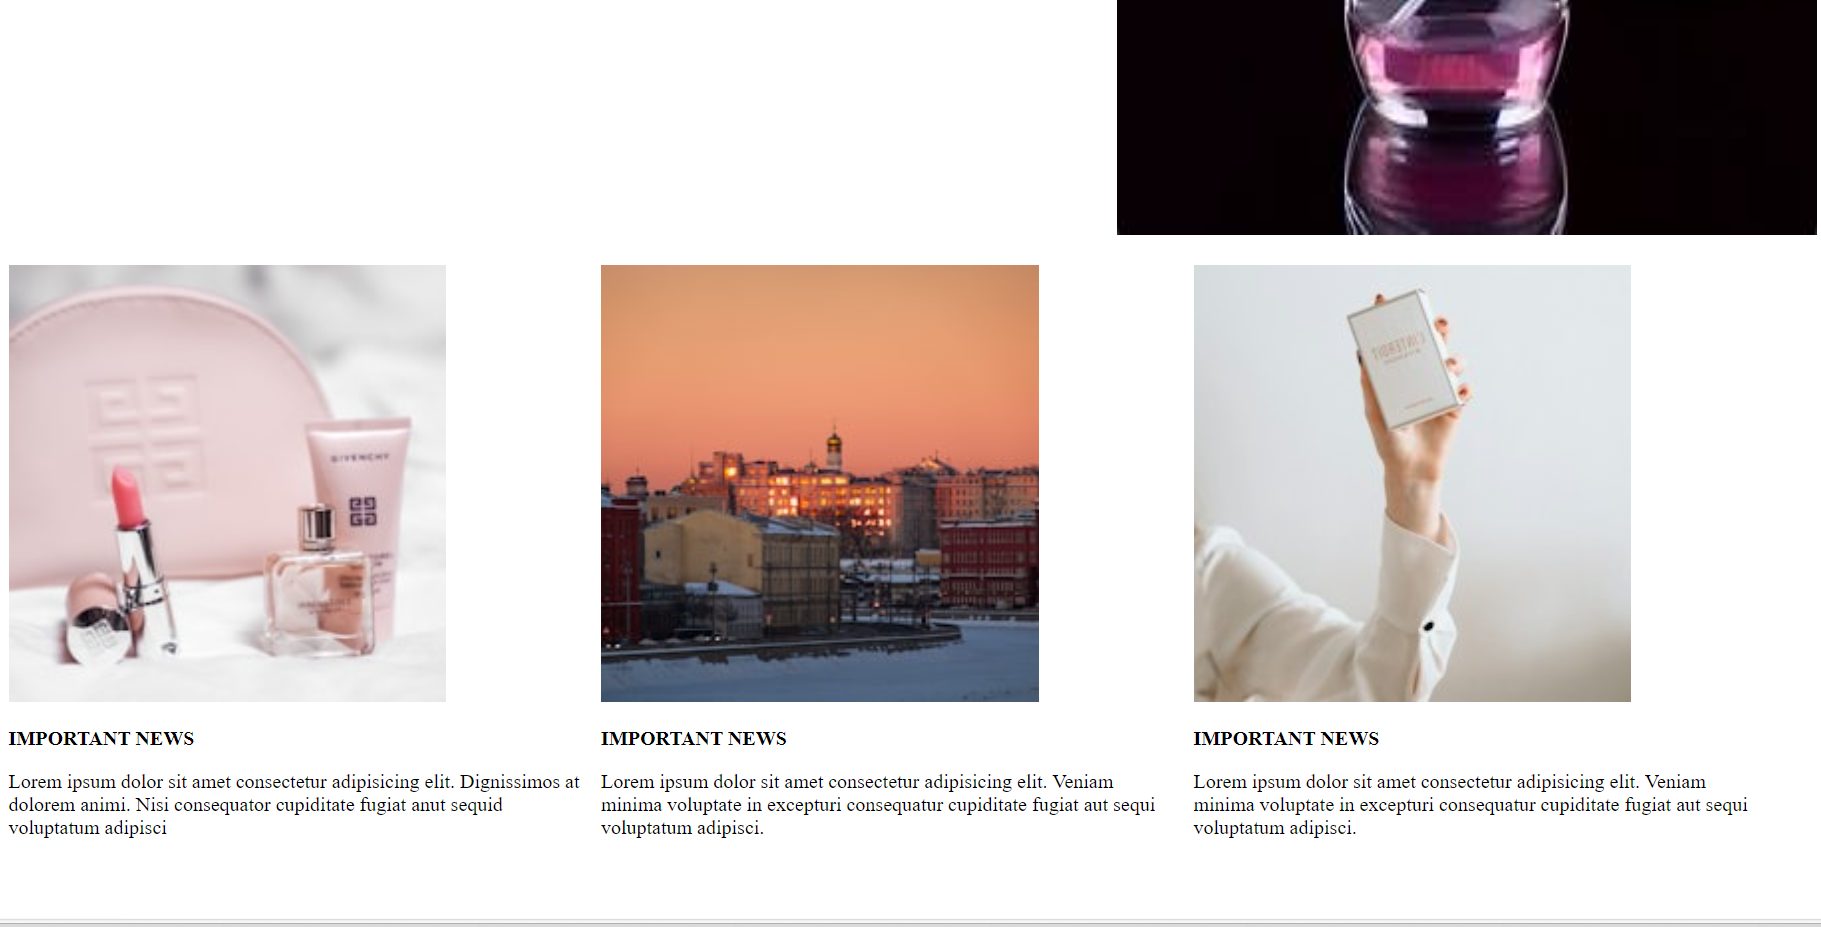 GIVENCHY
IMPORTANT NEWS
Lorem ipsum dolor sit amet consectetur adipisicing elit. Dignissimos at
dolorem animi. Nisi consequator cupiditate fugiat anut sequid
voluptatum adipisci
IMPORTANT NEWS
Lorem ipsum dolor sit amet consectetur adipisicing elit. Veniam
minima voluptate in excepturi consequatur cupiditate fugiat aut sequi
voluptatum adipisci.
IMPORTANT NEWS
Lorem ipsum dolor sit amet consectetur adipisicing elit. Veniam
minima voluptate in excepturi consequatur cupiditate fugiat aut sequi
voluptatum adipisci.